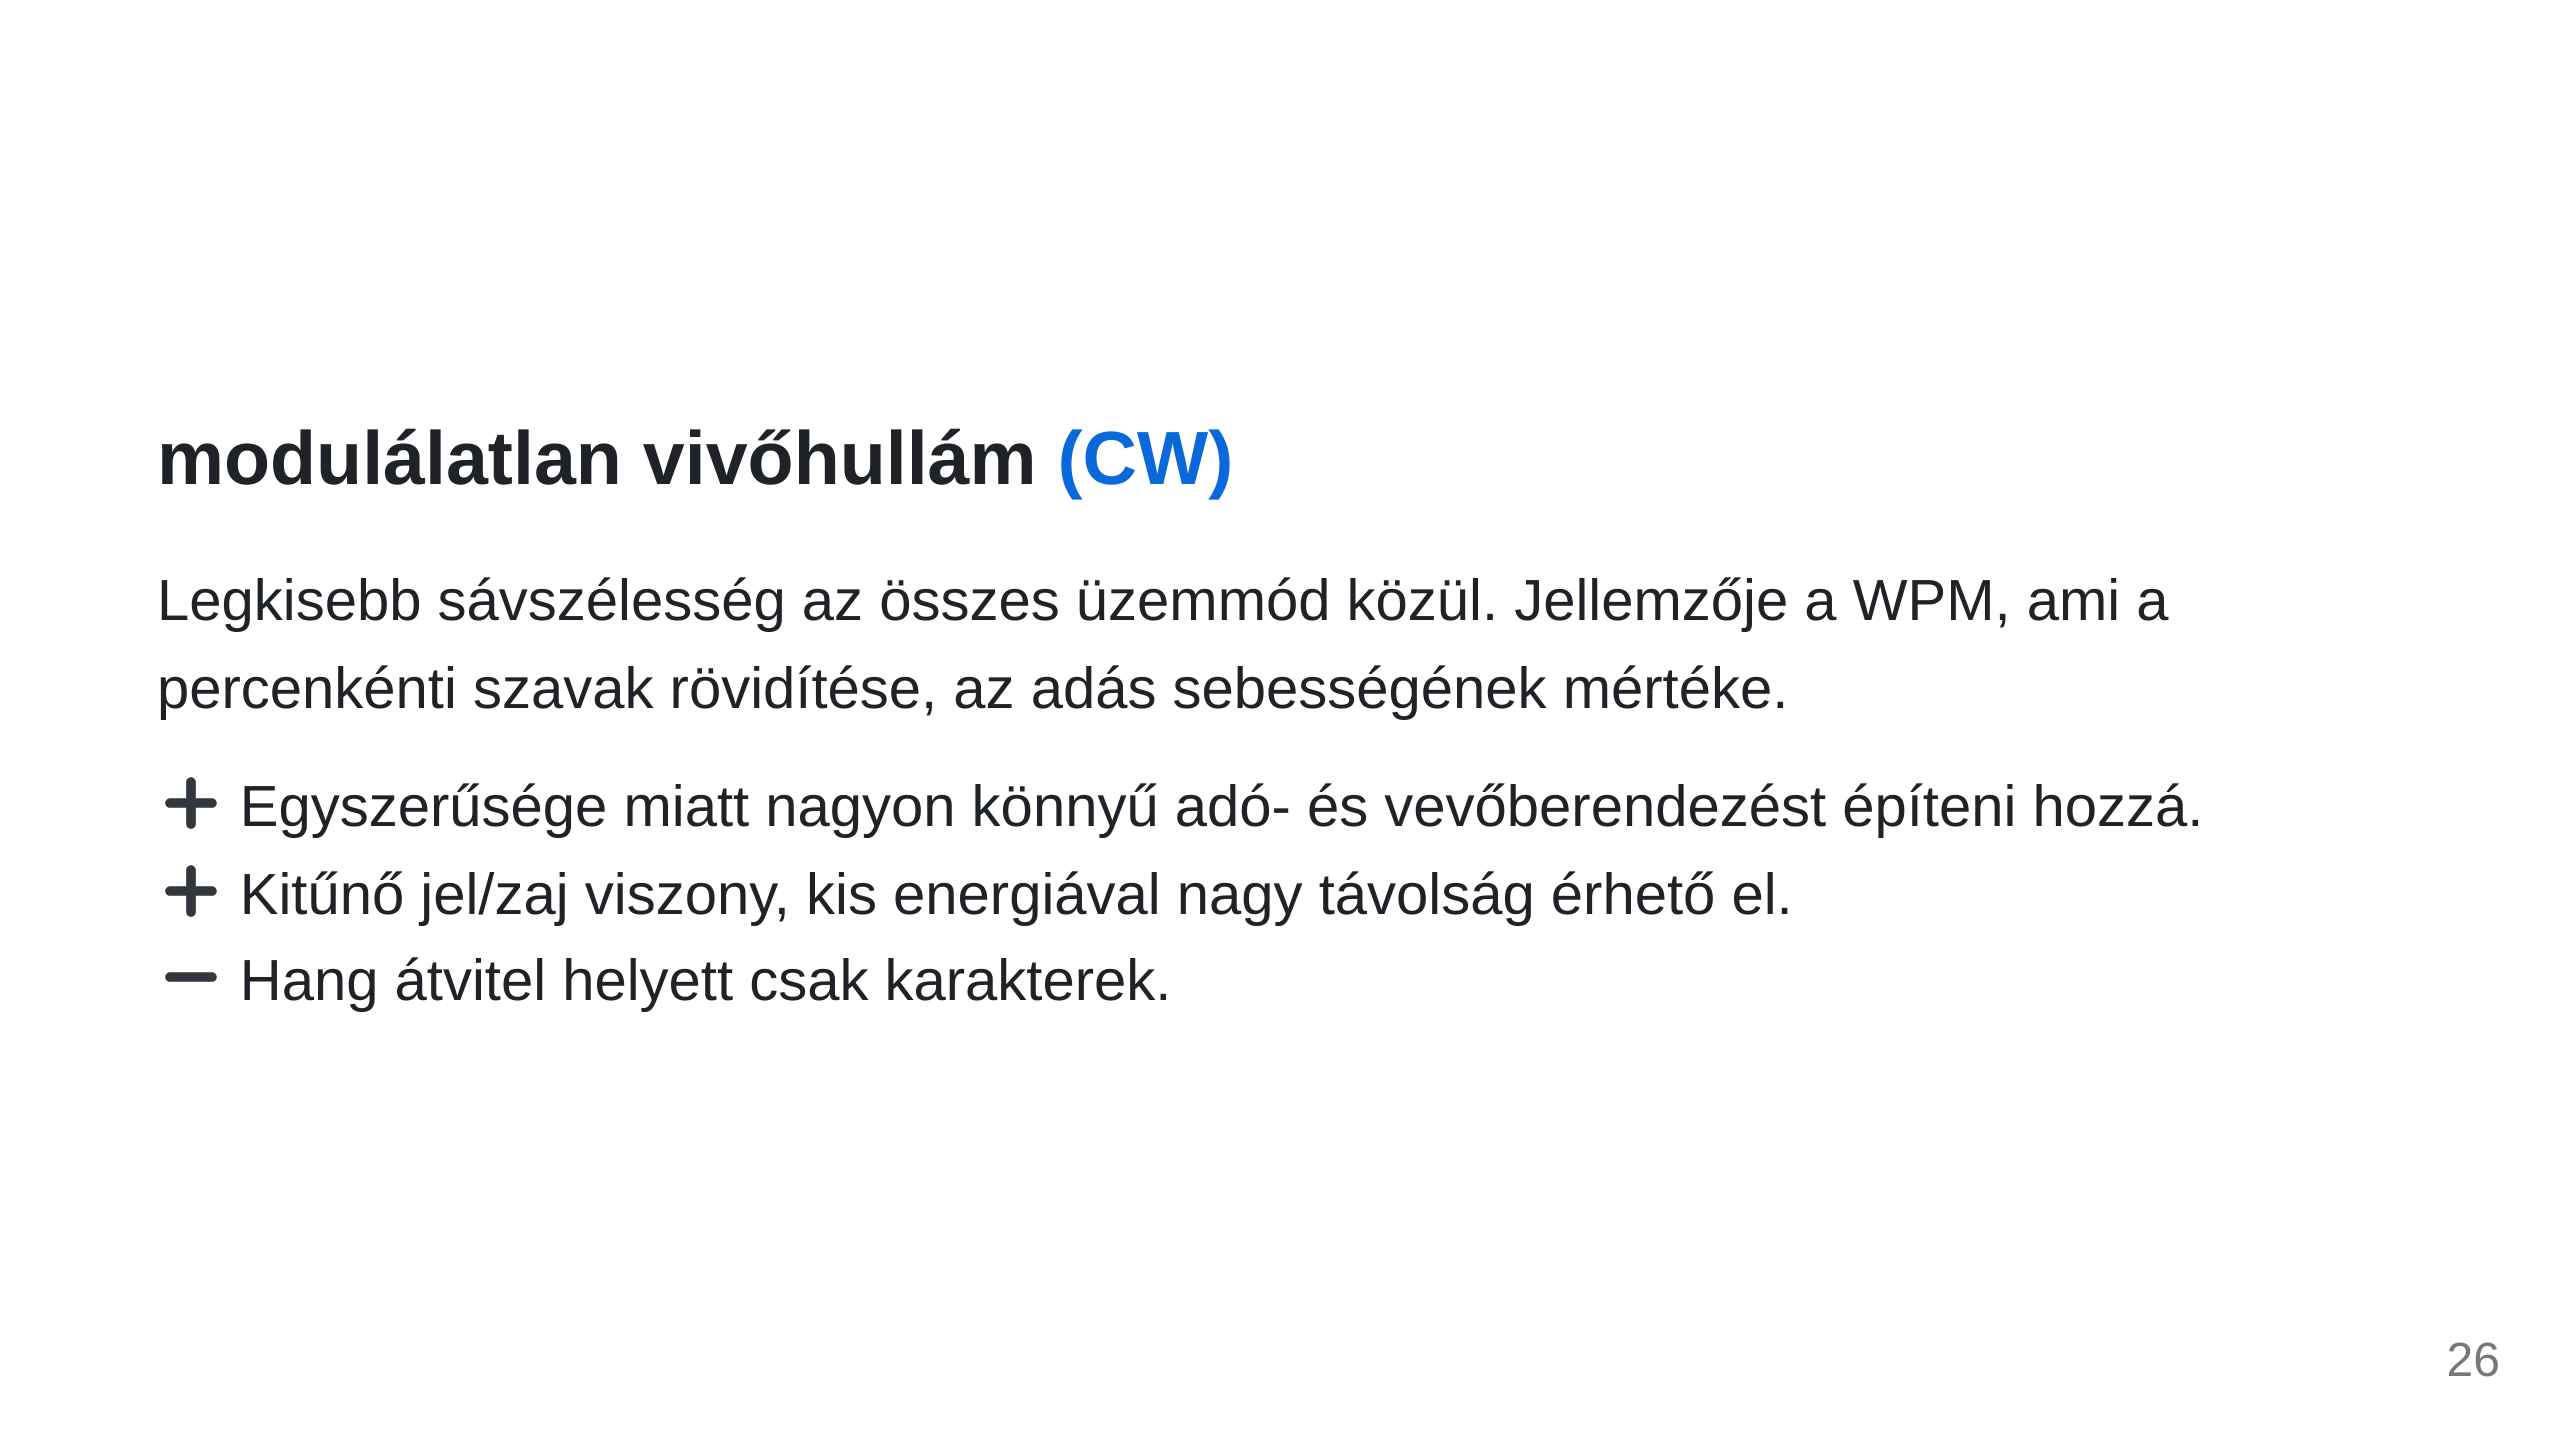 modulálatlan vivőhullám (CW)
Legkisebb sávszélesség az összes üzemmód közül. Jellemzője a WPM, ami a
percenkénti szavak rövidítése, az adás sebességének mértéke.
➕ Egyszerűsége miatt nagyon könnyű adó- és vevőberendezést építeni hozzá.
➕ Kitűnő jel/zaj viszony, kis energiával nagy távolság érhető el.
➖ Hang átvitel helyett csak karakterek.
26